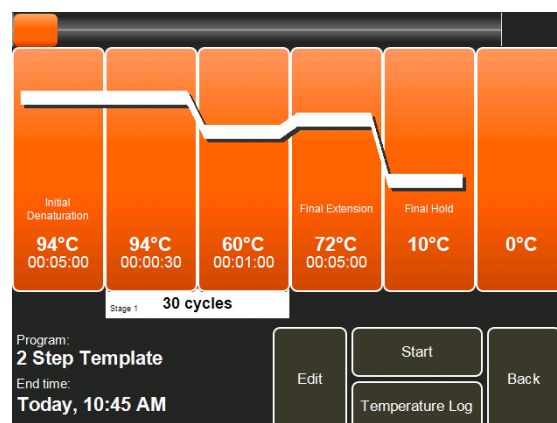 Initial
Denaturation
94°C
00:05:00
94°C
00:00:30
60°C
00:01:00
Final Extension
72°C
00:05:00
Final Hold
10°C
0°C
Stage 1
30 cycles
Program:
2 Step Template
End time:
Today, 10:45 AM
Edit
Start
Temperature Log
Back